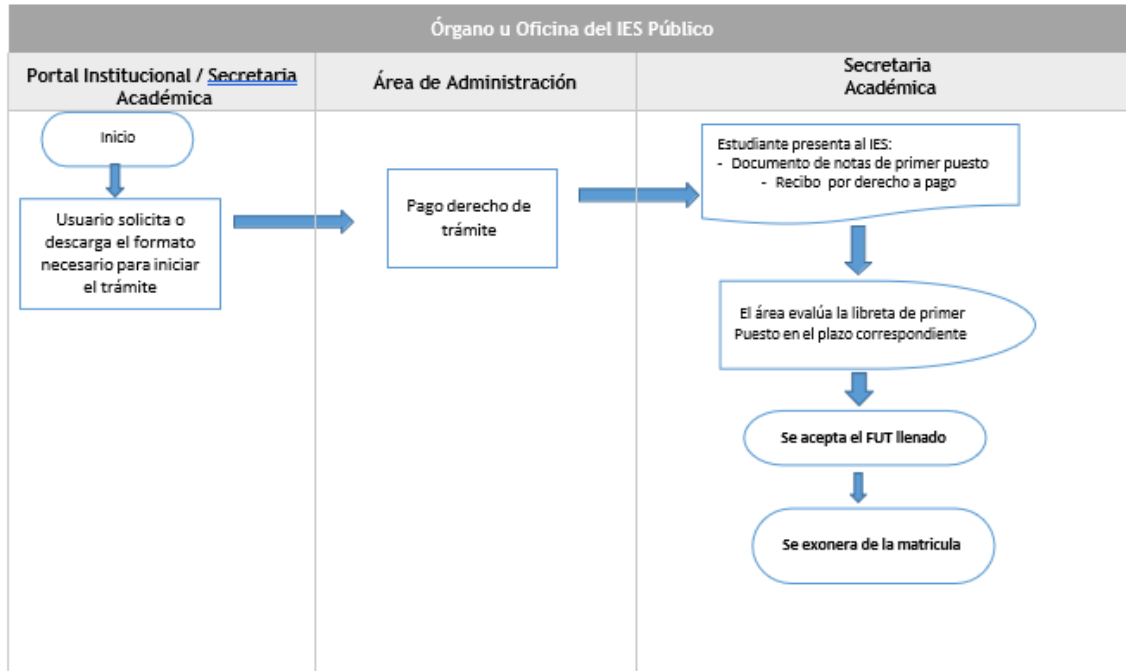 Órgano u Oficina del IES Público
Portal Institucional / Secretaria
Académica
Área de Administración
Secretaria
Académica
Inicio
Usuario solicita o
descarga el formato
necesario para iniciar
el trámite
Pago derecho de
trámite
Estudiante presenta al IES:
- Documento de notas de primer puesto
- Recibo por derecho a pago
El área evalúa la libreta de primer
Puesto en el plazo correspondiente
Se acepta el FUT llenado
Se exonera de la matricula